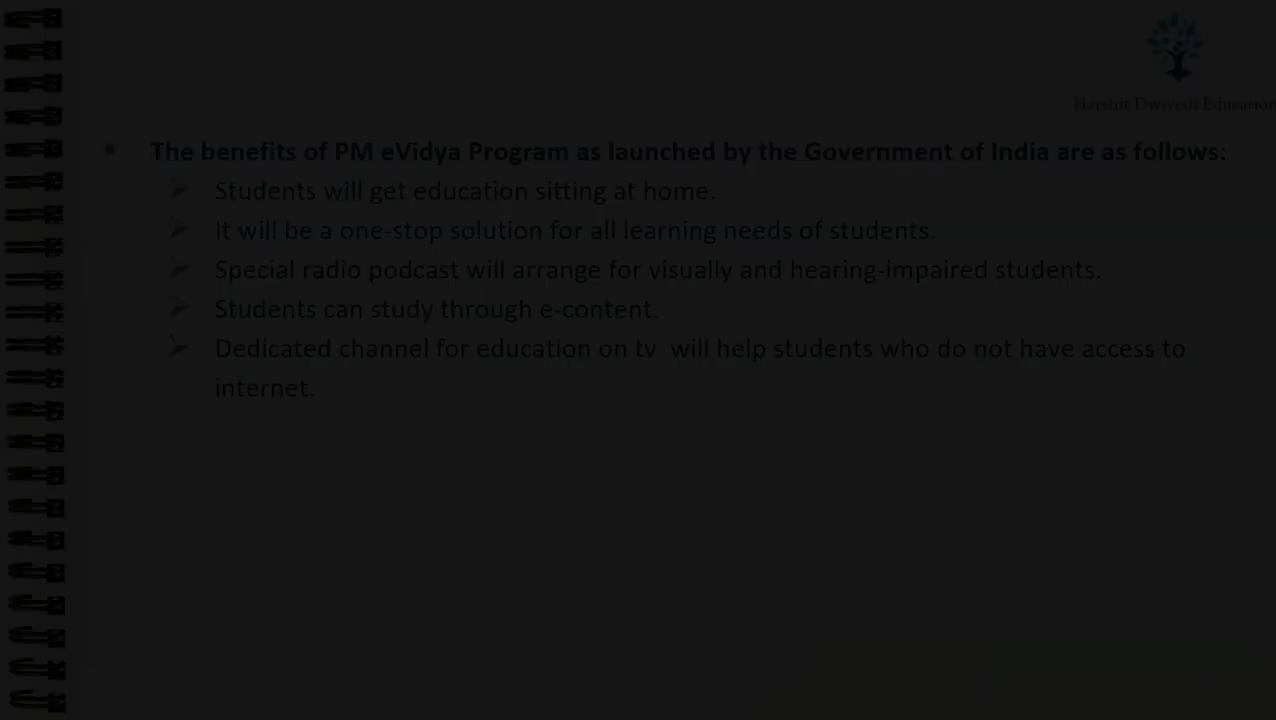 Harshit Dwivedi Education
The benefits of PM eVidya Program as launched by the Government of India are as follows:
Students will get education sitting at home.
It will be a one-stop solution for all learning needs of students.
Special radio podcast will arrange for visually and hearing-impaired students.
Students can study through e-content.
Dedicated channel for education on tv will help students who do not have access to
internet.